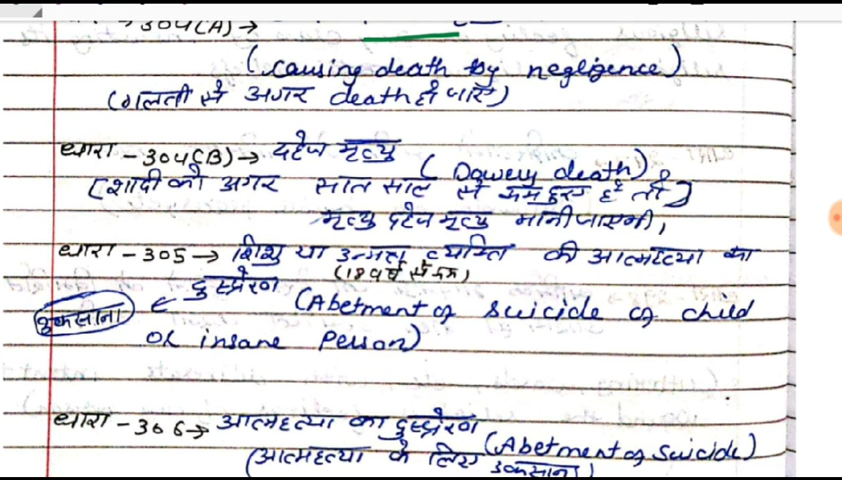 304(A) →
(Causing death by negligence)
(गलती से अगर death हो जाए)
धारा - 304(B) → दहेज मृत्यु (Dowery death)
[शादी को अगर सात साल से कम हुए है तो]
मृत्यु दहेज मृत्यु मानी जाएगी,
धारा - 305 → शिशु या उन्मत्त व्यक्ति की आत्महत्या का
(18 वर्ष से कम)
दुष्प्रेरण (Abetment of Suicide of child
उकसाना
or insane Person)
धारा - 306 → आत्महत्या का दुष्प्रेरण (Abetment of Suicide)
(आत्महत्या के लिए उकसाना)